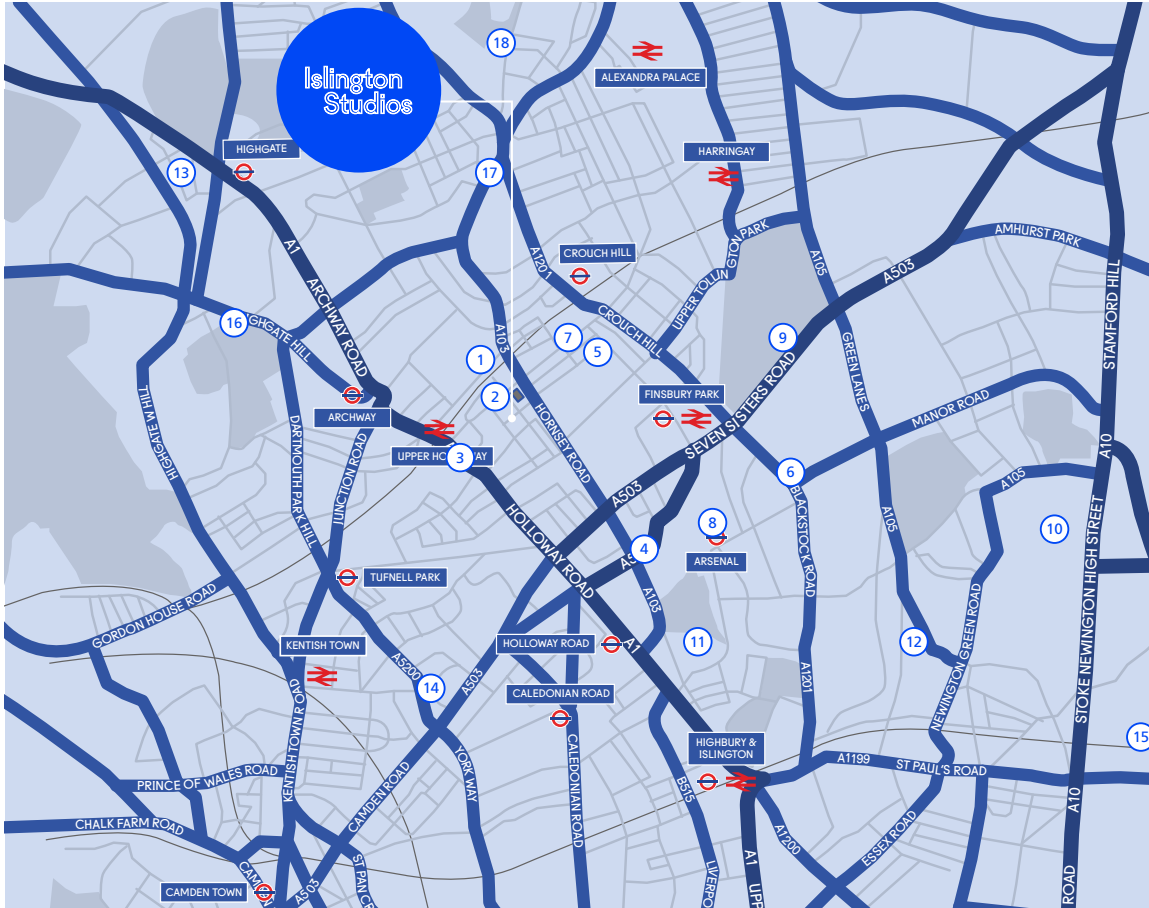 18
Islington
Studios
ALEXANDRA PALACE
HIGHGATE
HARRINGAY
13
17
A1
ARCHWAY ROAD
A1201
CROUCH HILL
GTON PARK
UPPER TOLLIN
A105
A503
AMHURST PARK
STAMFORD HILL
16
GHGATE HILL
A103
7
5
CROUCH HILL
9
GREEN LANES
1
2
FINSBURY PARK
MANOR ROAD
ARCHWAY
HIGHGATE W HILL
DARTMOUTH PARK HILL
JUNCTION ROAD
3
HORNSEY ROAD
SEVEN SISTERS ROAD
6
A10
A105
A503
HOLLOWAY ROAD
BLACKSTOCK ROAD
A105
8
10
4
ARSENAL
STOKE NEWINGTON HIGH STREET
TUFNELL PARK
GORDON HOUSE ROAD
A103
KENTISH TOWN
HOLLOWAY ROAD
A1
11
12
NEWINGTON GREEN ROAD
A5200
14
A503
CALEDONIAN ROAD
A1201
15
KENTISH TOWN R OAD
HIGHBURY &
ISLINGTON
A1199
ST PAUL'S ROAD
PRINCE OF WALES ROAD
CAMDEN ROAD
YORK WAY
CALEDONIAN ROAD
B515
A10
CHALK FARM ROAD
A1200
ESSEX ROAD
CAMDEN TOWN
A503
A1
ROAD